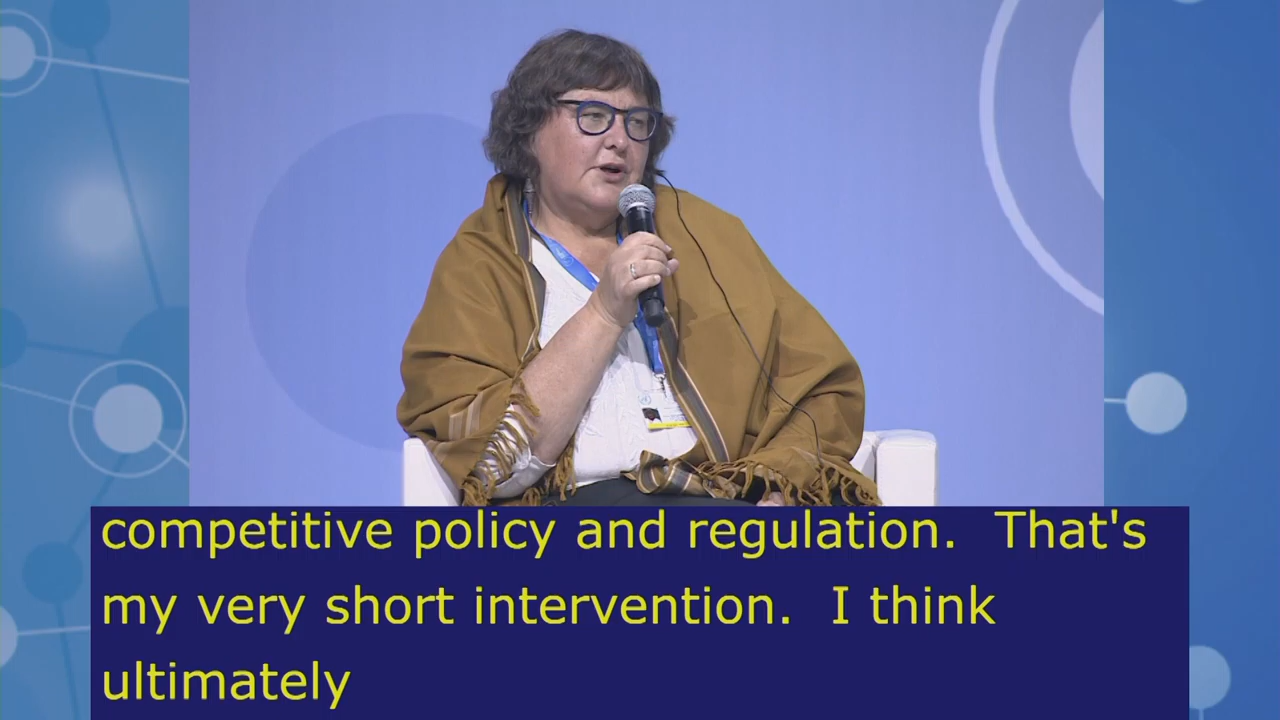 competitive policy and regulation.  That's
my very short intervention.  I think
ultimately